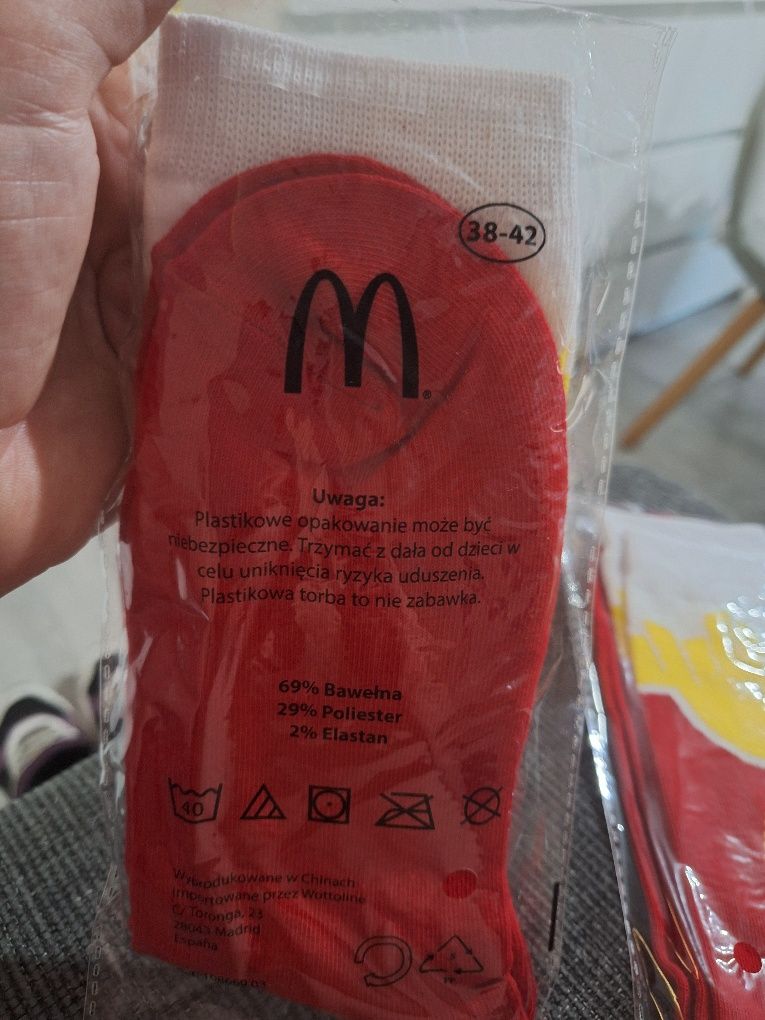 38-42
M®
Uwaga:
Plastikowe opakowanie może być
niebezpieczne. Trzymać z dala od dzieci w
celu uniknięcia ryzyka uduszenia.
Plastikowa torba to nie zabawka.
69% Bawełna
29% Poliester
2% Elastan
40
Wyprodukowane w Chinach
Importowane przez Wottoline
C/ Toronga, 23
28043 Madrid
España
PP